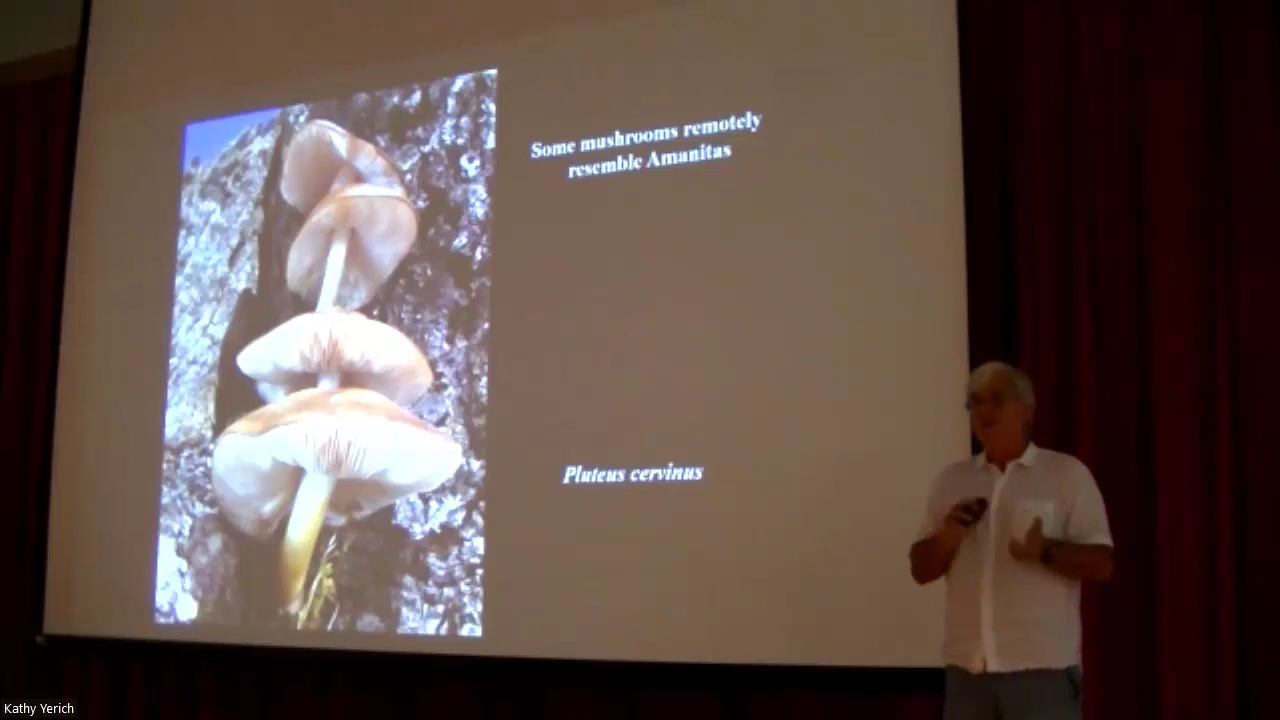 Some mushrooms remotely
resemble Amanitas
Pluteus cervinus
Kathy Yerich